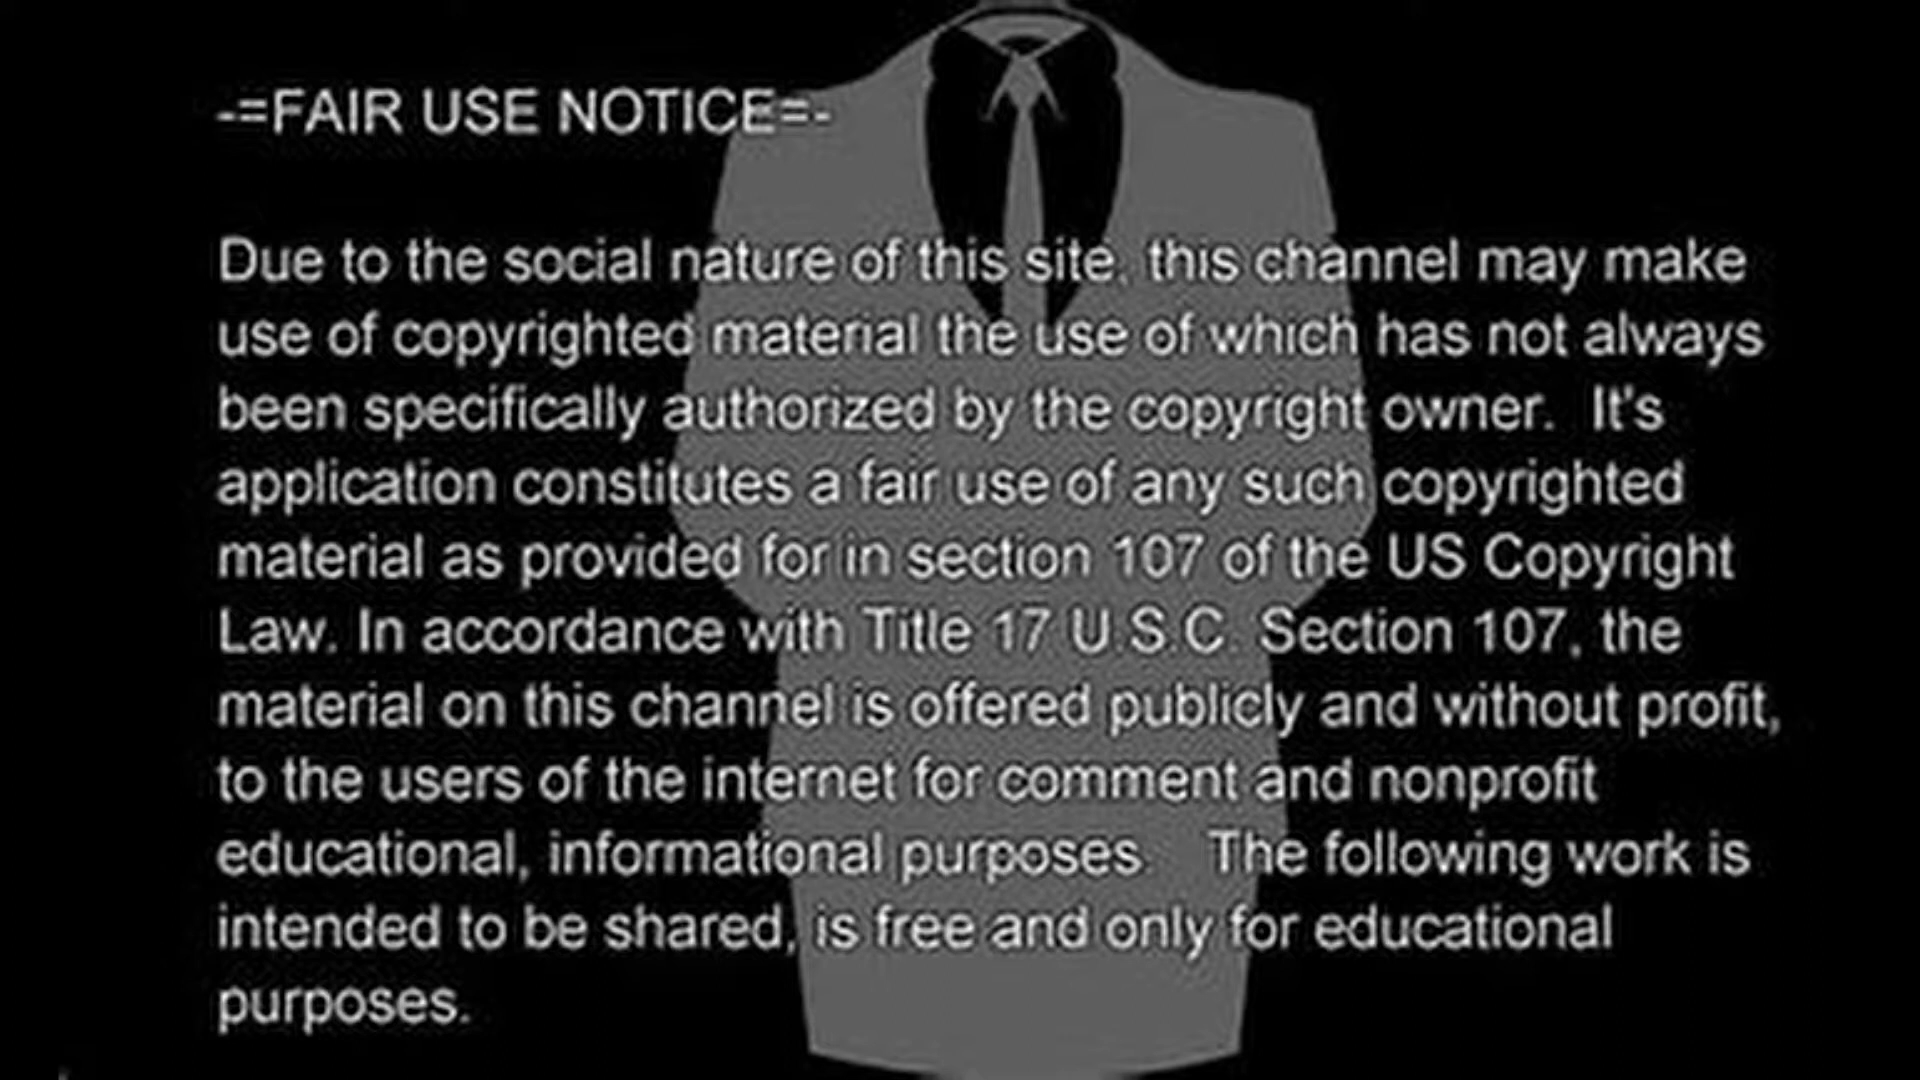 -=FAIR USE NOTICE=-
Due to the social nature of this site, this channel may make
use of copyrighted material the use of which has not always
been specifically authorized by the copyright owner.  It's
application constitutes a fair use of any such copyrighted
material as provided for in section 107 of the US Copyright
Law. In accordance with Title 17 U.S.C. Section 107, the
material on this channel is offered publicly and without profit,
to the users of the internet for comment and nonprofit
educational, informational purposes.   The following work is
intended to be shared, is free and only for educational
purposes.